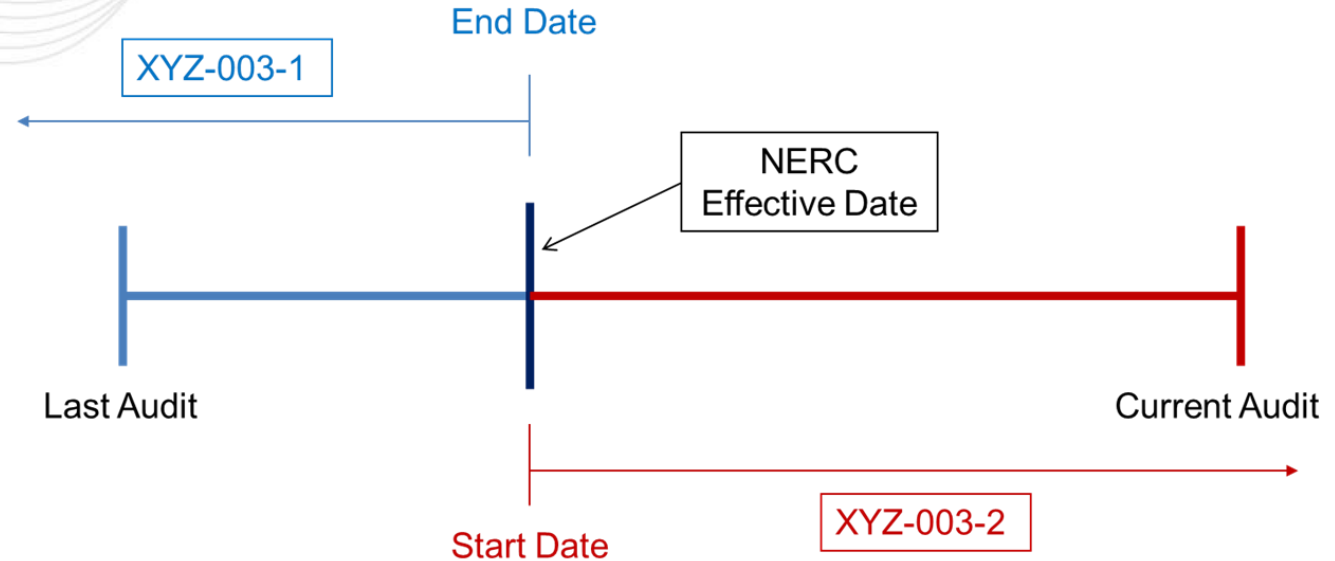 End Date
XYZ-003-1
NERC
Effective Date
Last Audit
Current Audit
XYZ-003-2
Start Date